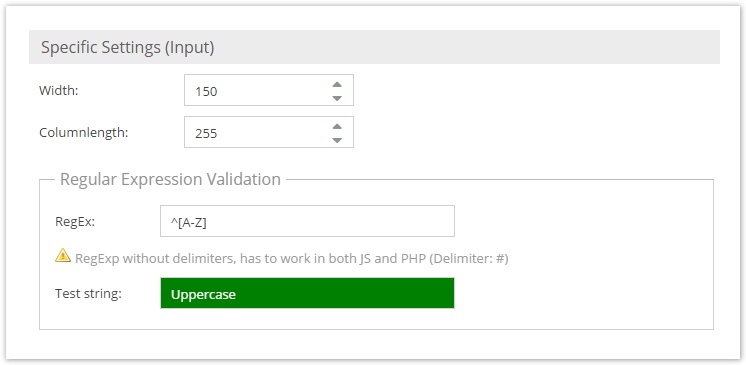 Specific Settings (Input)
Width: 150
Columnlength: 255
Regular Expression Validation
RegEx: ^[A-Z]
RegExp without delimiters, has to work in both JS and PHP (Delimiter: #)
Test string: Uppercase